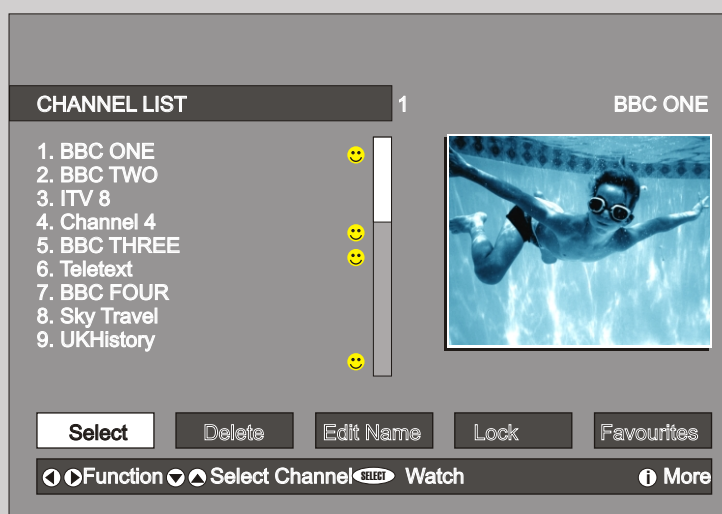 CHANNEL LIST 1 BBC ONE
1. BBC ONE
2. BBC TWO
3. ITV 8
4. Channel 4
5. BBC THREE
6. Teletext
7. BBC FOUR
8. Sky Travel
9. UKHistory
Select Delete Edit Name Lock Favourites
Function Select Channel SELECT Watch i More